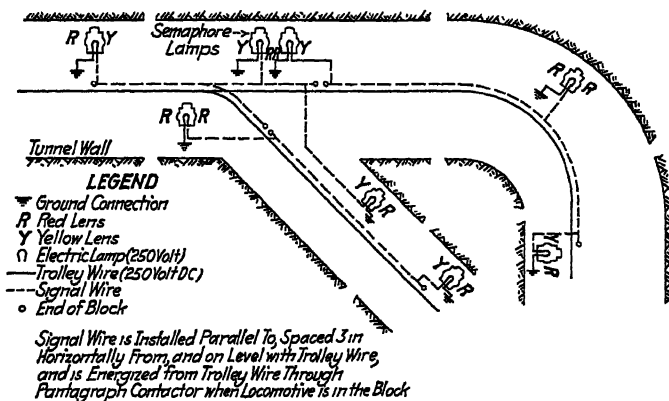 R Y
Semaphore
Lamps
Y RR Y
R R
R R
Tunnel Wall
Y R
Y R
Y R
LEGEND
Ground Connection
R Red Lens
Y Yellow Lens
Electric Lamp (250 Volt)
Trolley Wire (250 Volt DC)
Signal Wire
End of Block
Signal Wire is Installed Parallel To, Spaced 3 in
Horizontally From, and on Level with Trolley Wire,
and is Energized from Trolley Wire Through
Pantagraph Contactor when Locomotive is in the Block